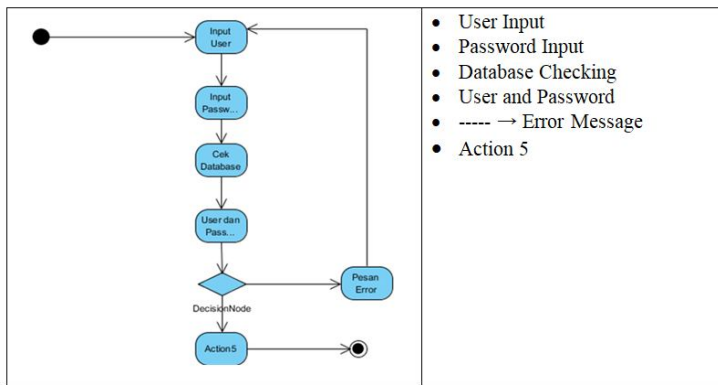 Input
User
Input
Passw...
Cek
Database
User dan
Pass...
Pesan
Error
DecisionNode
Action5
• User Input
• Password Input
• Database Checking
• User and Password
• ----- → Error Message
• Action 5